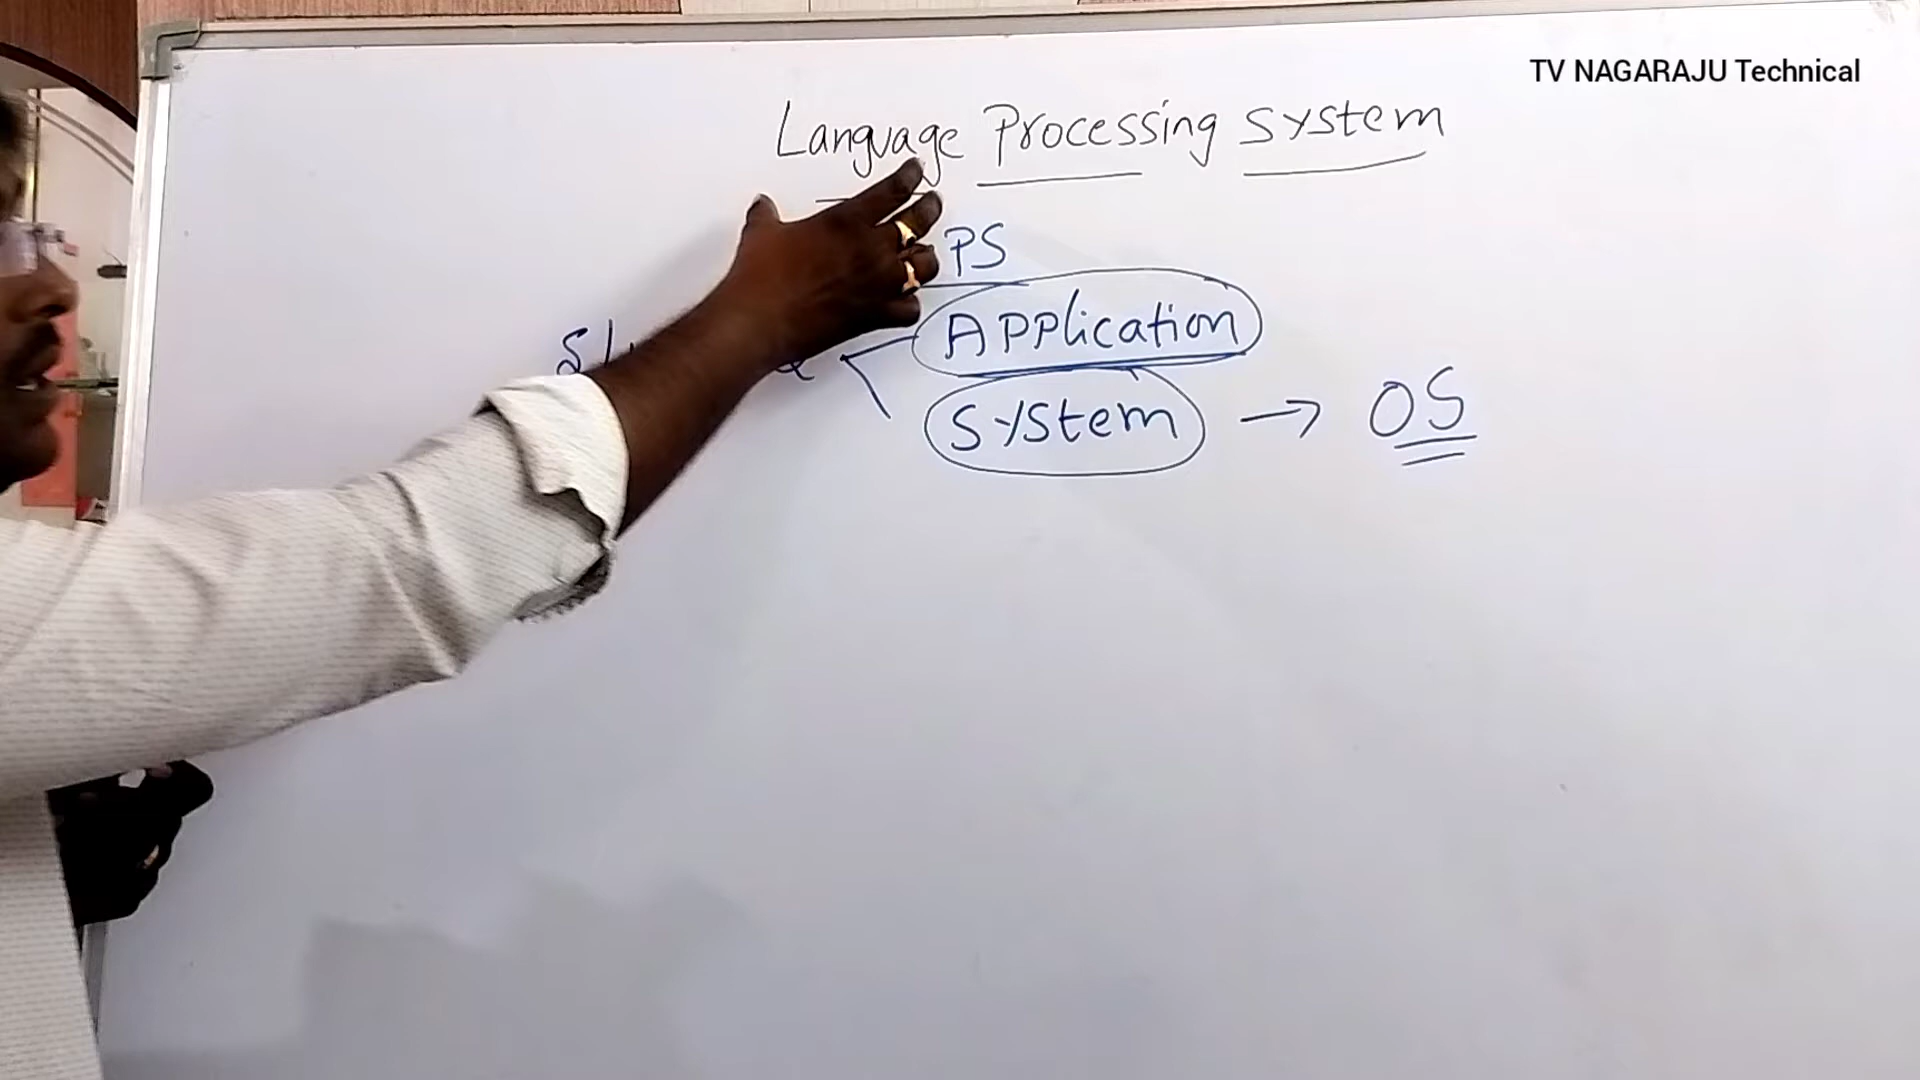 TV NAGARAJU Technical
Language Processing System
PS
Application
System → OS